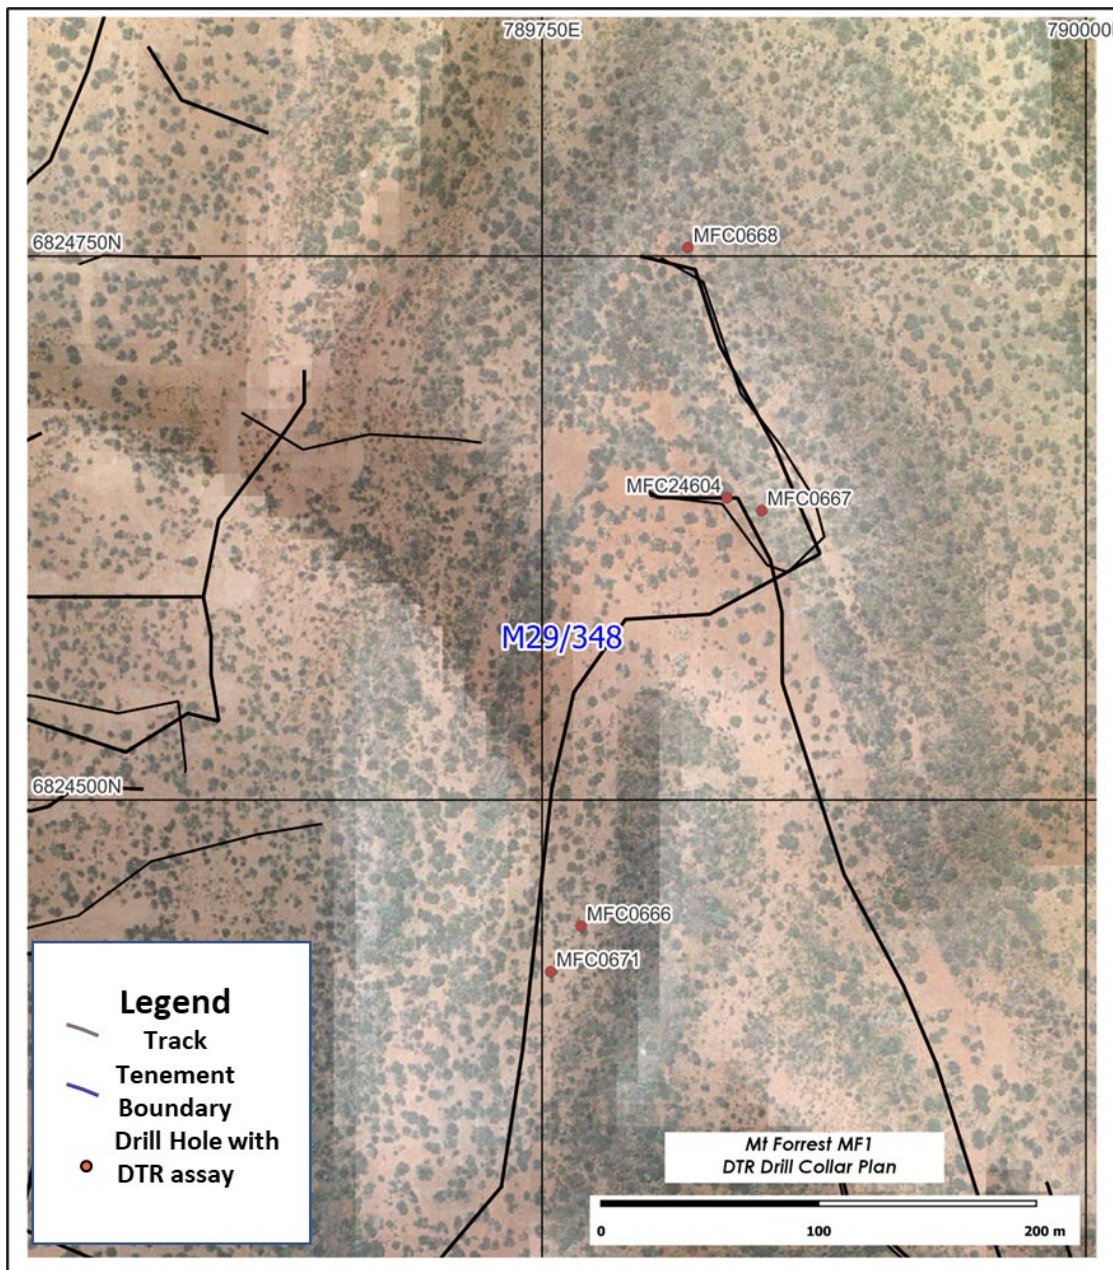 789750E
790000
MFC0668
6824750N
MFC24604
MFC0667
M29/348
6824500N
MFC0666
MFC0671
Legend
Track
Tenement
Boundary
Drill Hole with
DTR assay
Mt Forrest MF1
DTR Drill Collar Plan
0 100 200 m